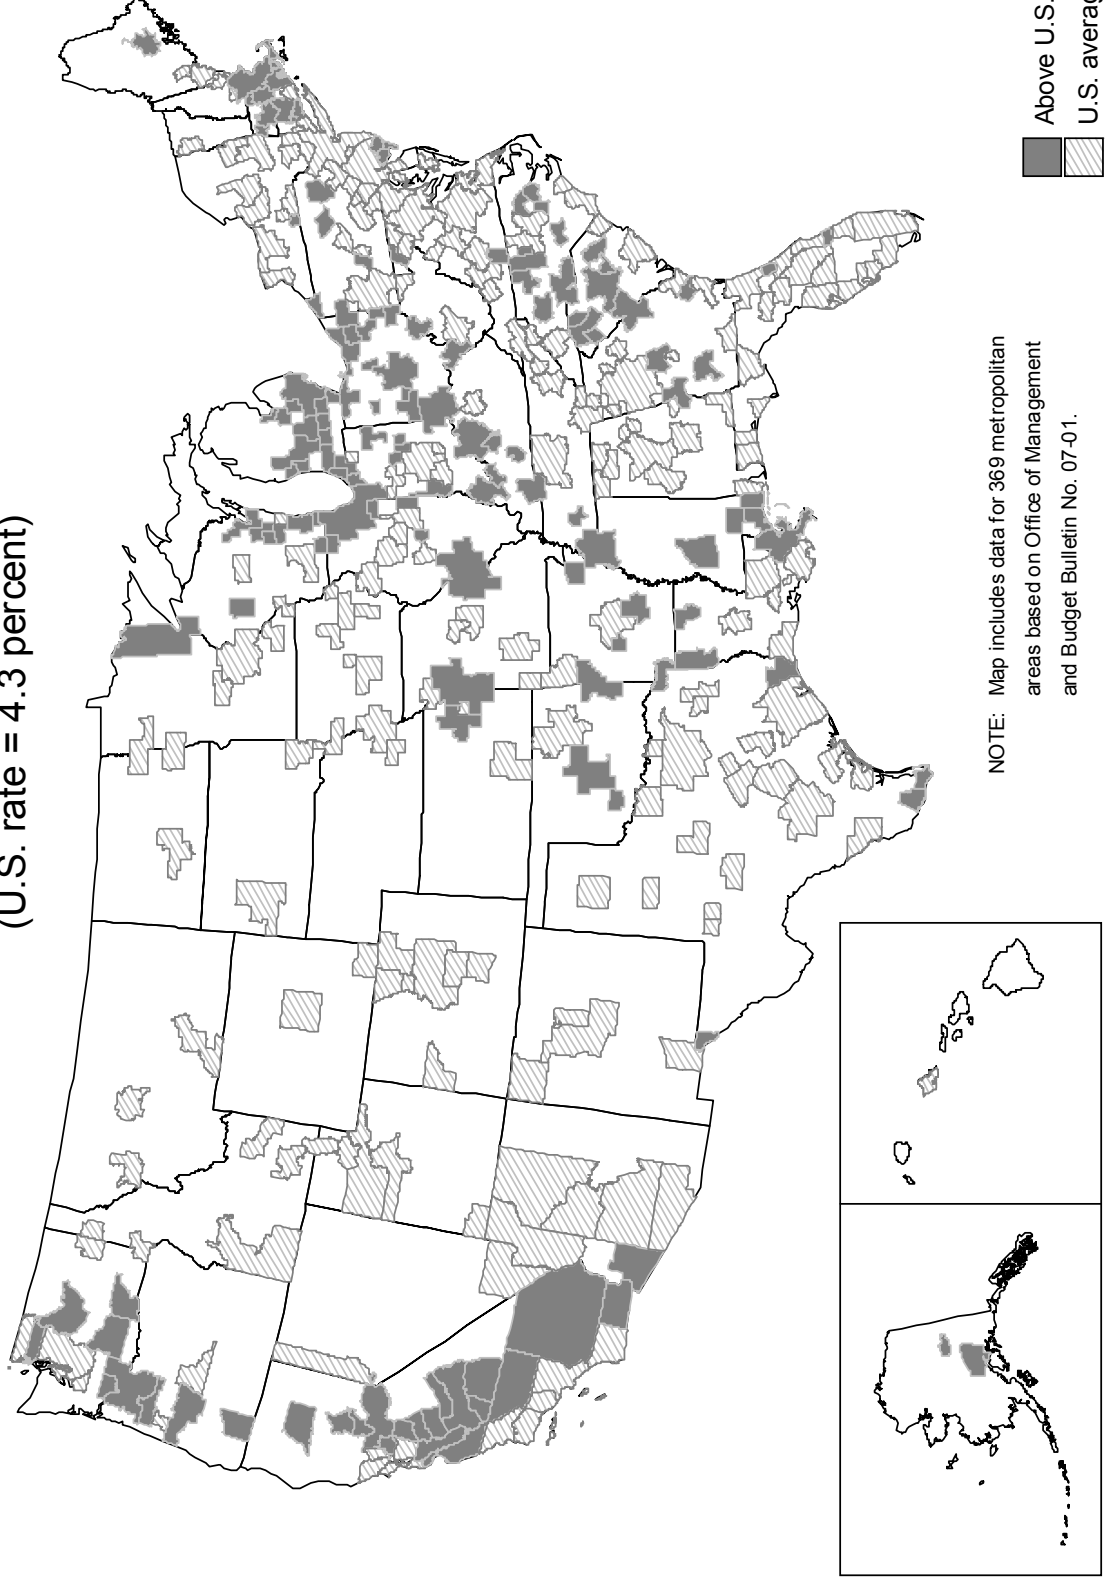 (U.S. rate = 4.3 percent)
Above U.S.
U.S.
NOTE: Map includes data for 369 metropolitan
areas based on Office of Management
and Budget Bulletin No. 07-01.